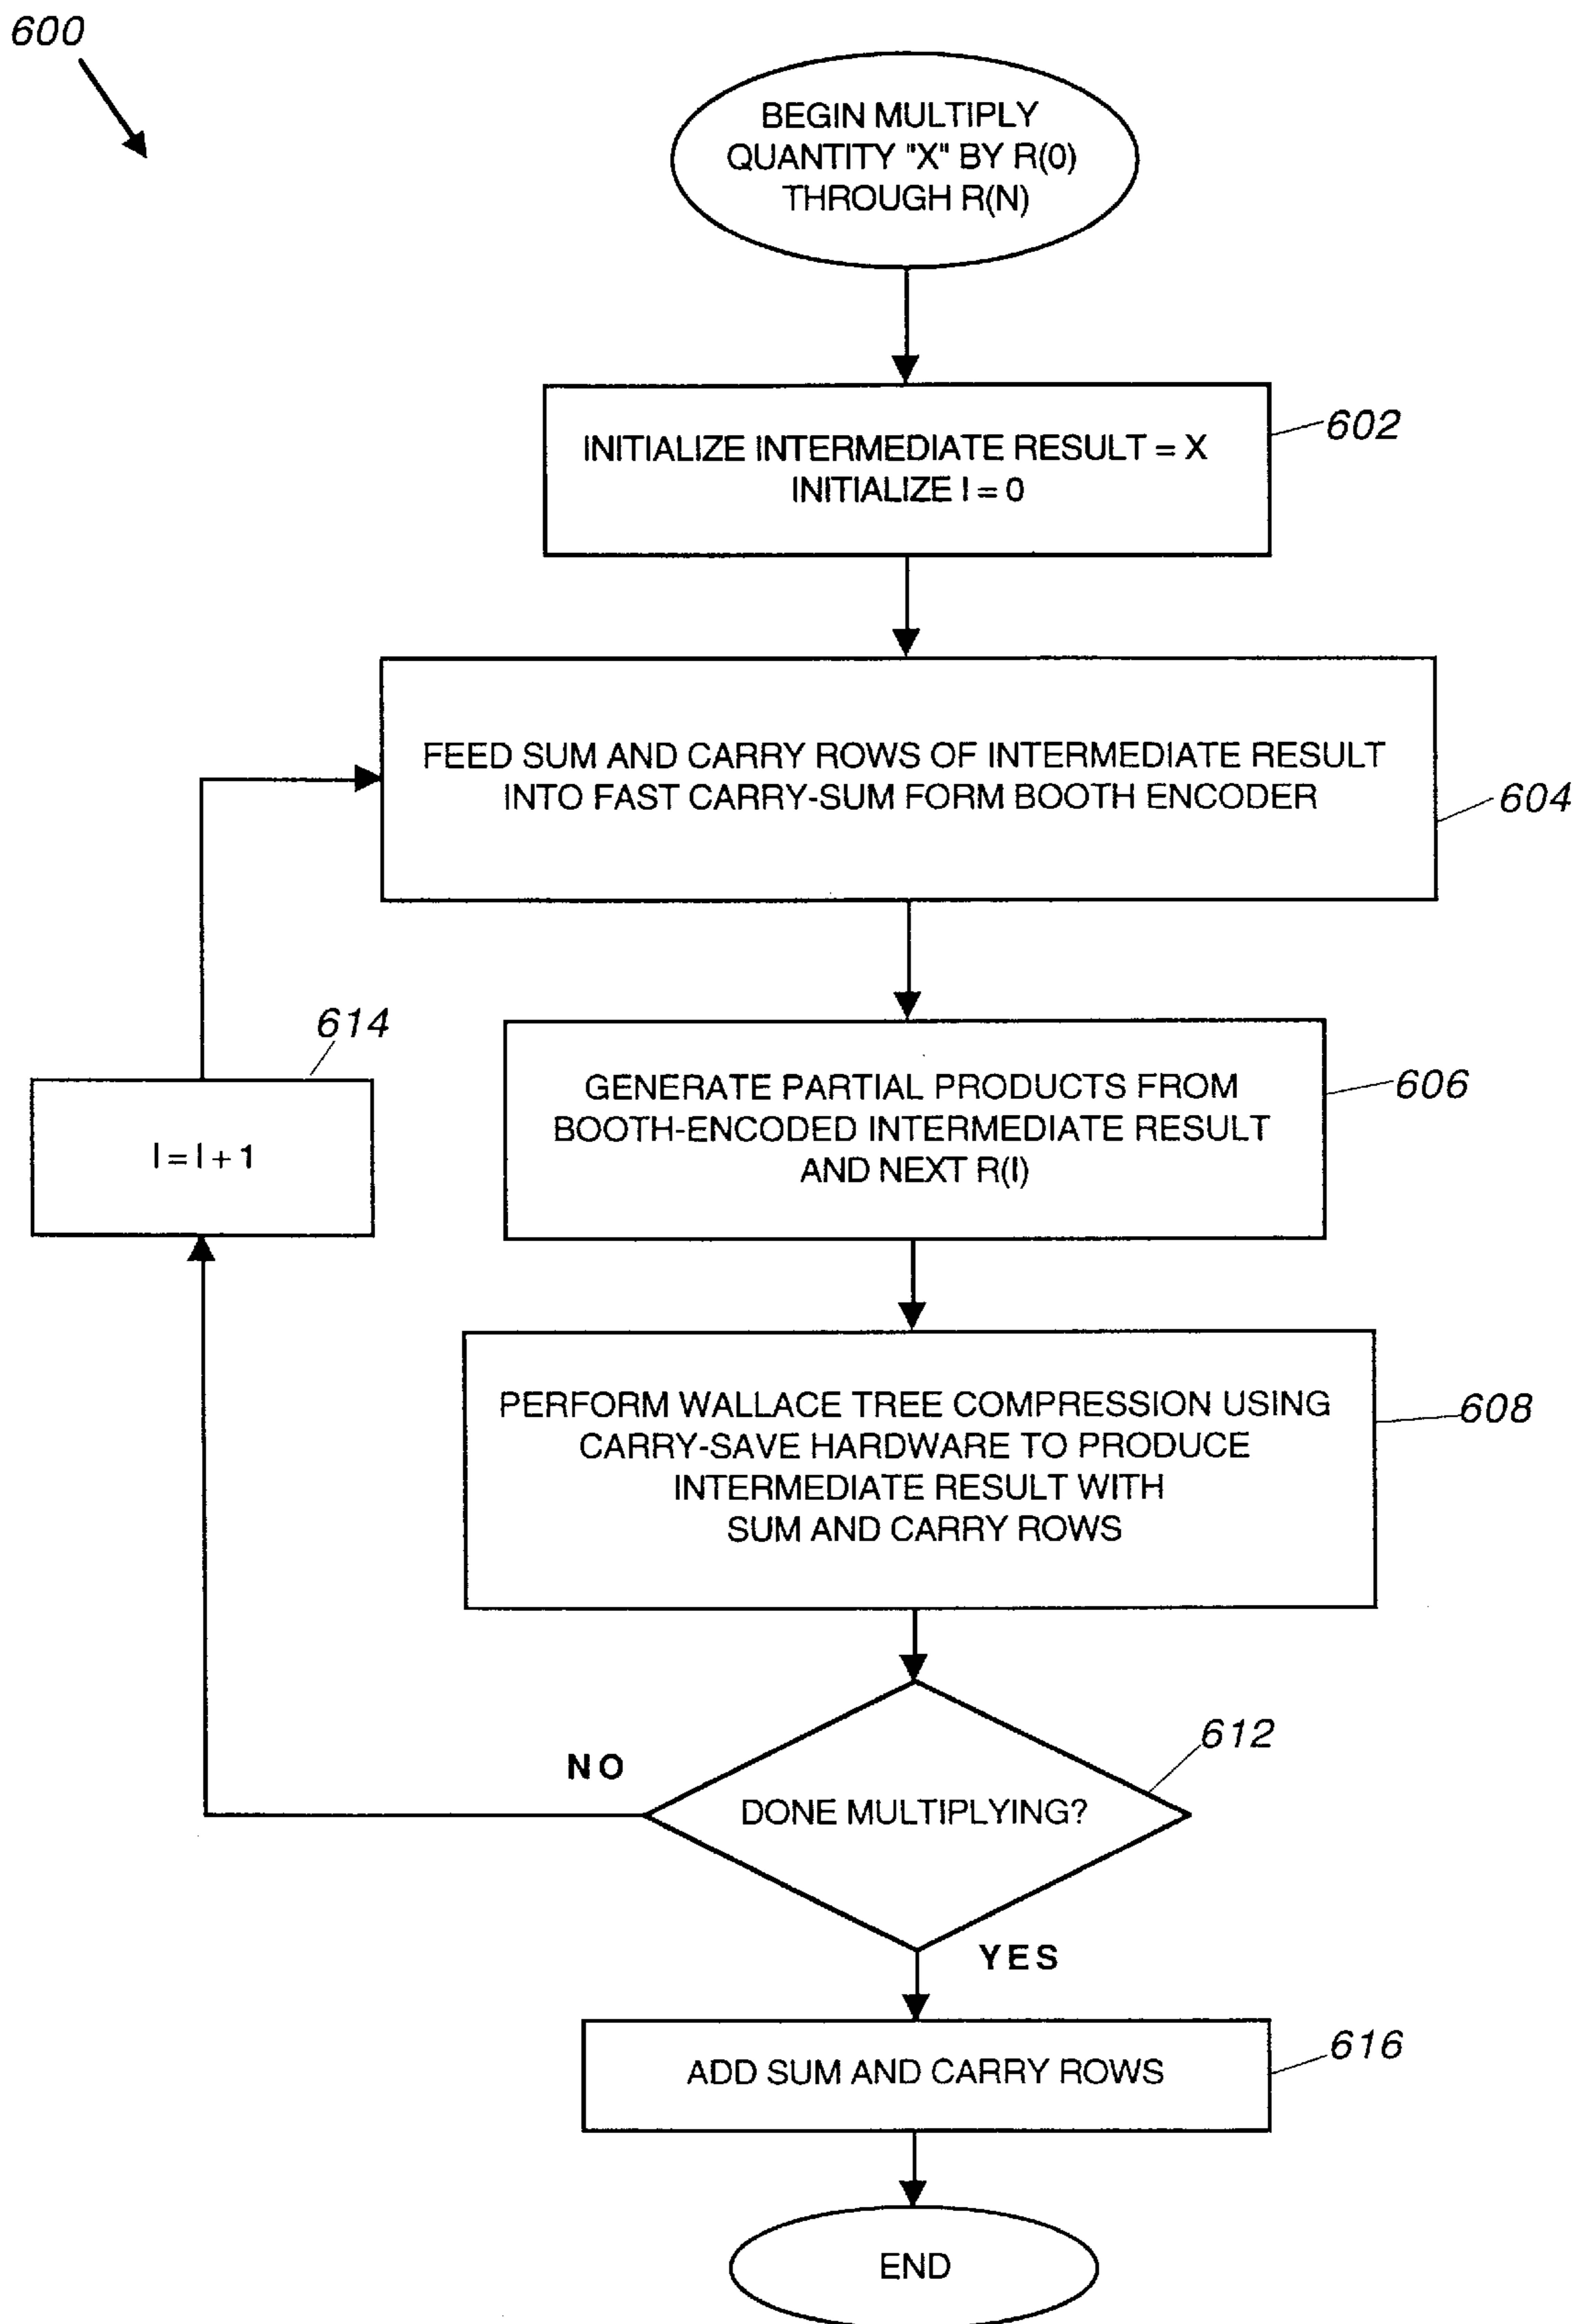 600
BEGIN MULTIPLY
QUANTITY "X" BY R(0)
THROUGH R(N)
INITIALIZE INTERMEDIATE RESULT = X
INITIALIZE I = 0
602
FEED SUM AND CARRY ROWS OF INTERMEDIATE RESULT
INTO FAST CARRY-SUM FORM BOOTH ENCODER
604
614
I = I + 1
GENERATE PARTIAL PRODUCTS FROM
BOOTH-ENCODED INTERMEDIATE RESULT
AND NEXT R(I)
606
PERFORM WALLACE TREE COMPRESSION USING
CARRY-SAVE HARDWARE TO PRODUCE
INTERMEDIATE RESULT WITH
SUM AND CARRY ROWS
608
612
NO
DONE MULTIPLYING?
YES
ADD SUM AND CARRY ROWS
616
END